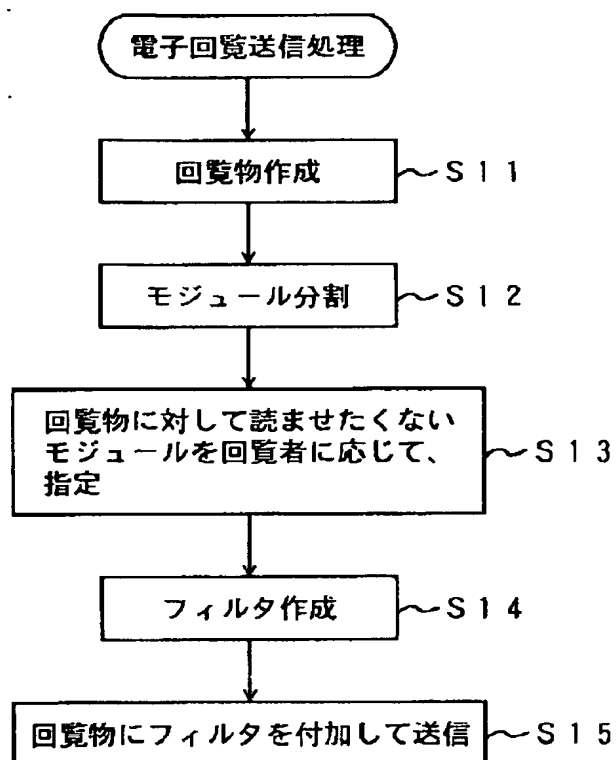 電子回覧送信処理
回覧物作成 S11
モジュール分割 S12
回覧物に対して読ませたくない
モジュールを回覧者に応じて、 S13
指定
フィルタ作成 S14
回覧物にフィルタを付加して送信 S15